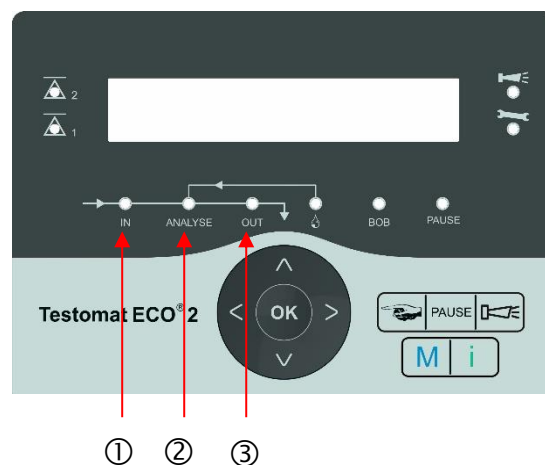 2
1
IN ANALYSE OUT BOB PAUSE
Testomat ECO® 2
OK
PAUSE
M i
① ② ③